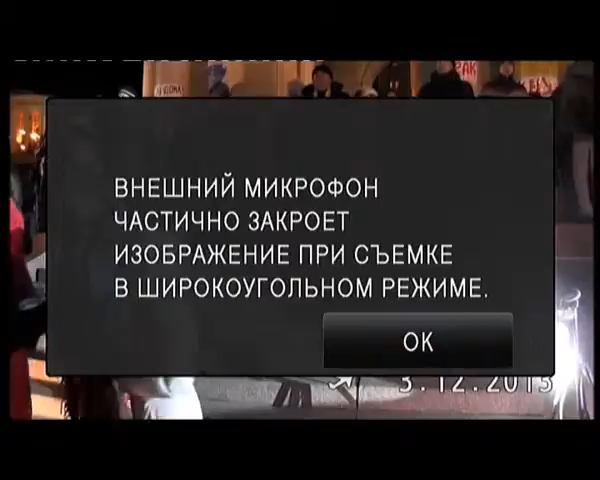 ВНЕШНИЙ МИКРОФОН
ЧАСТИЧНО ЗАКРОЕТ
ИЗОБРАЖЕНИЕ ПРИ СЪЕМКЕ
В ШИРОКОУГОЛЬНОМ РЕЖИМЕ.
OK
3.12.2013